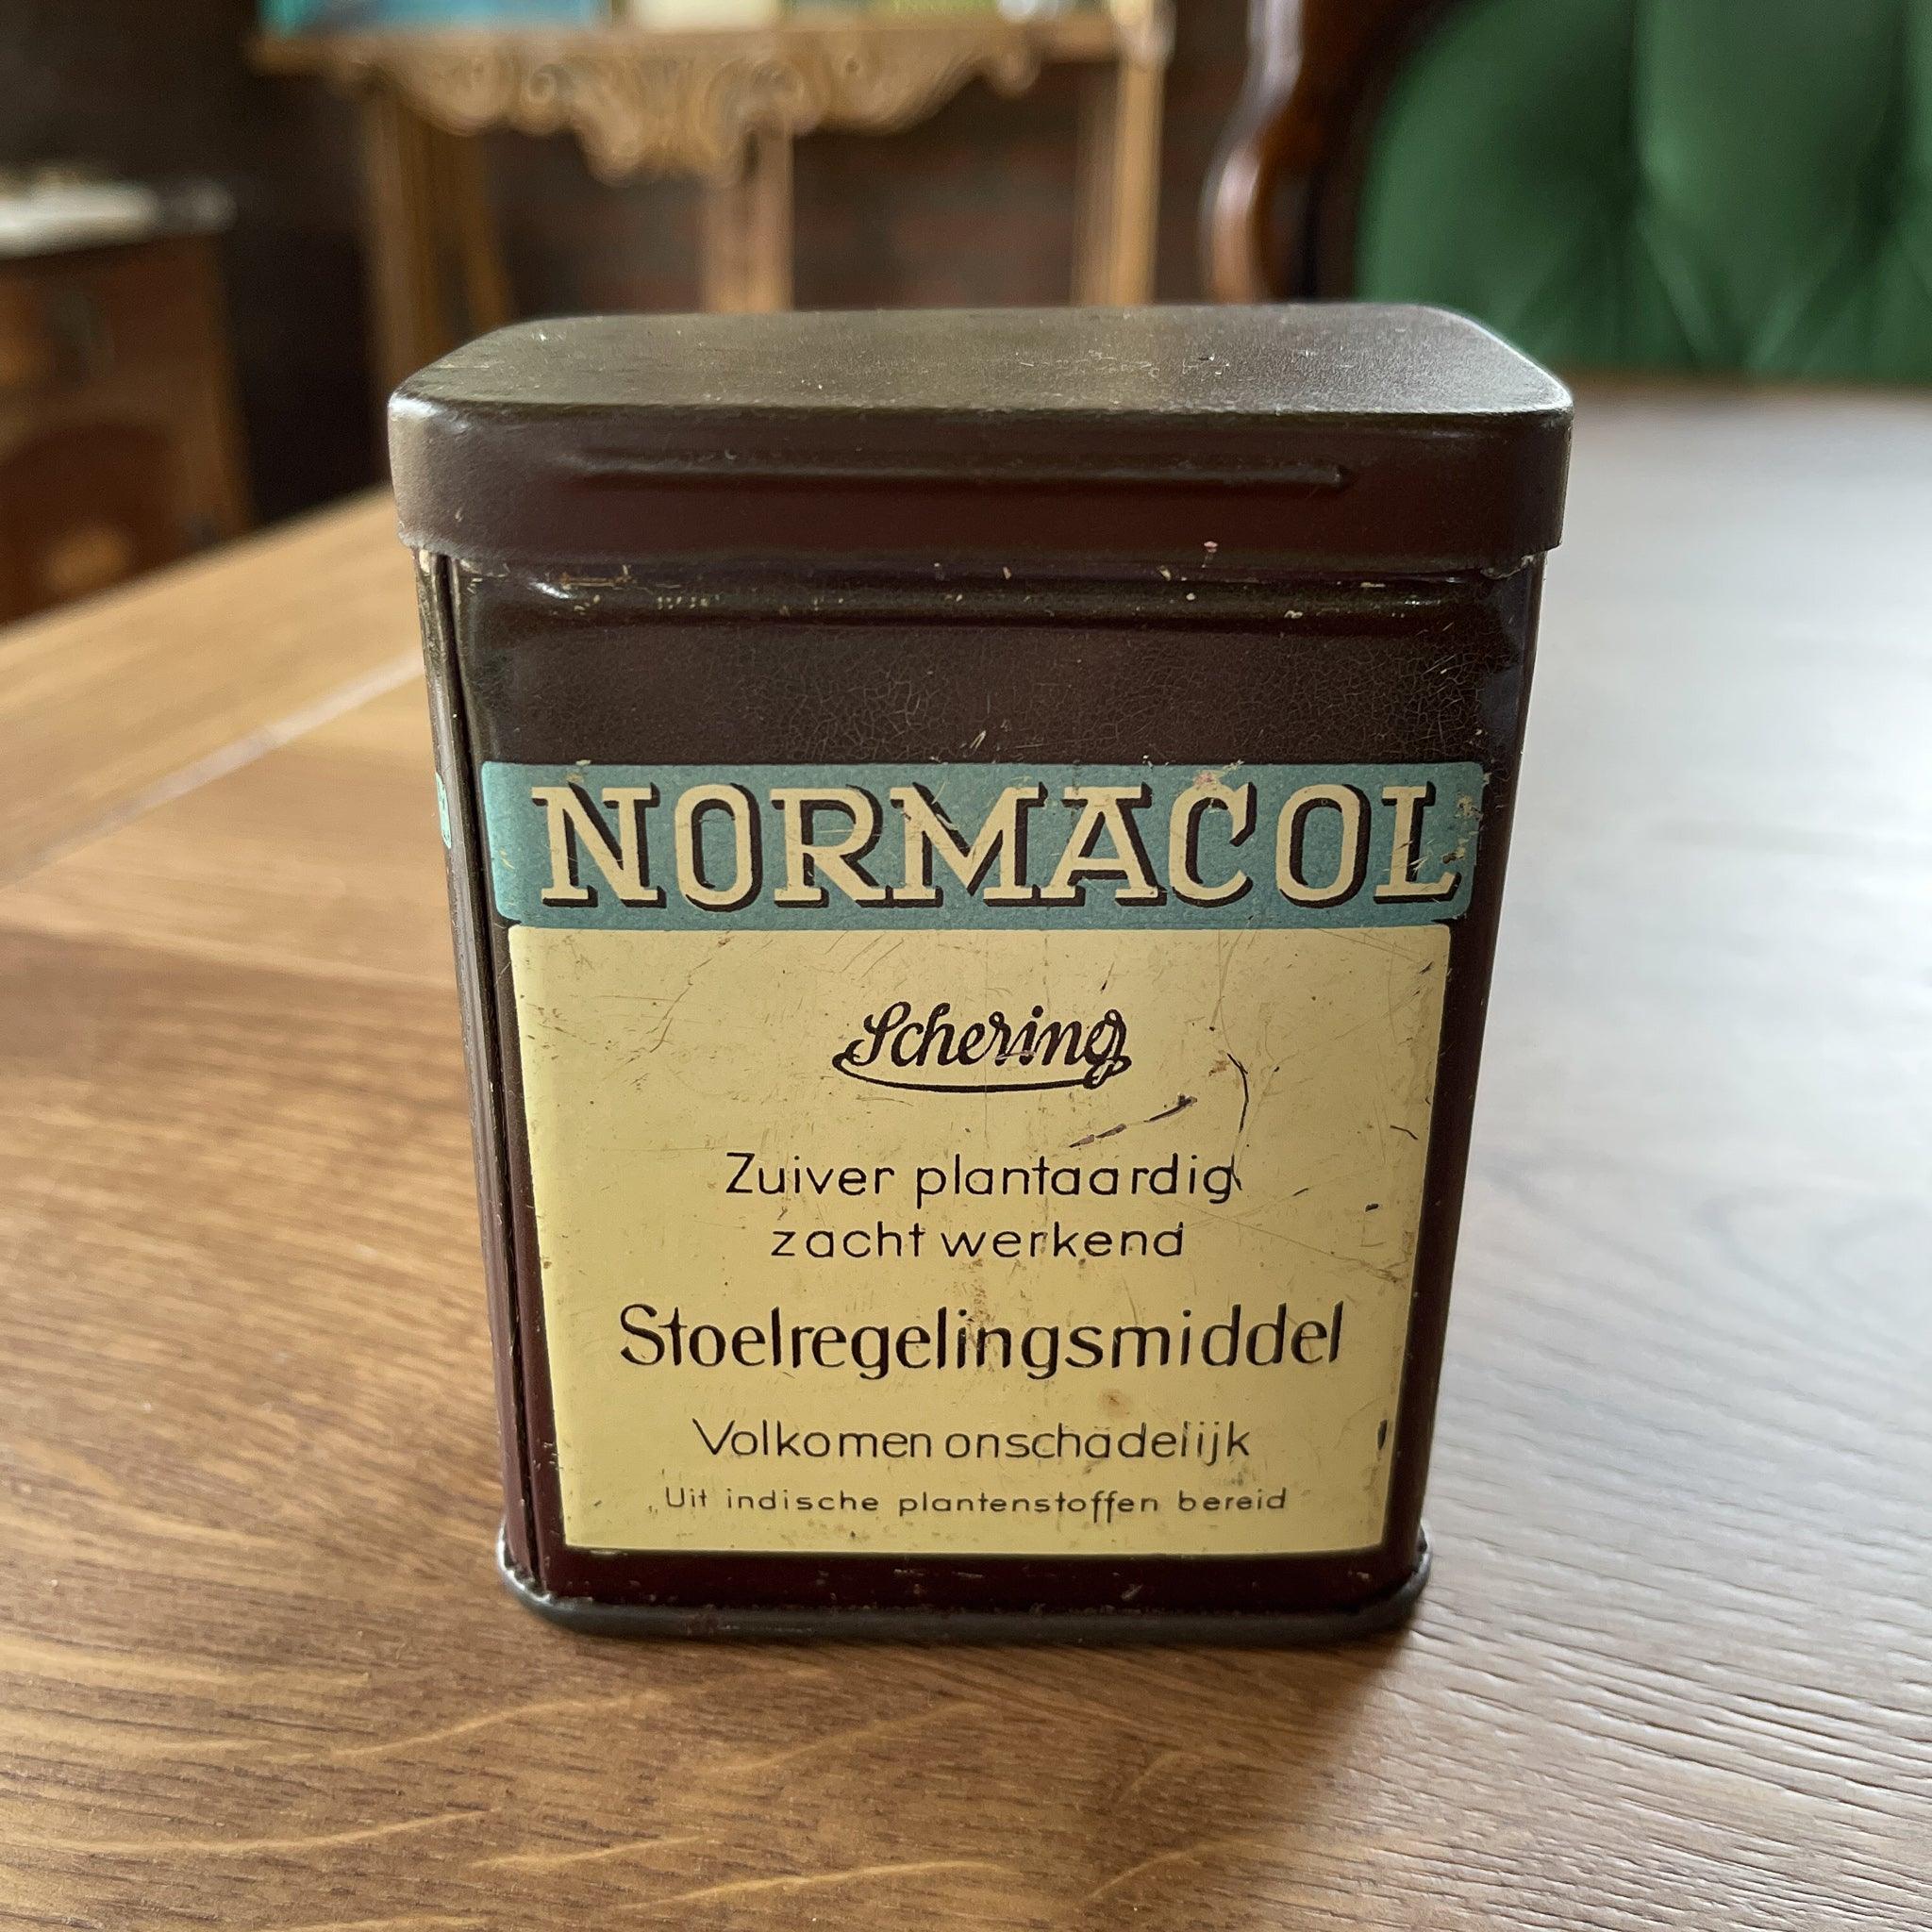 NORMACOL
Schering
Zuiver plantaardig
zacht werkend
Stoelregelingsmiddel
Volkomen onschadelijk
Uit indische plantenstoffen bereid